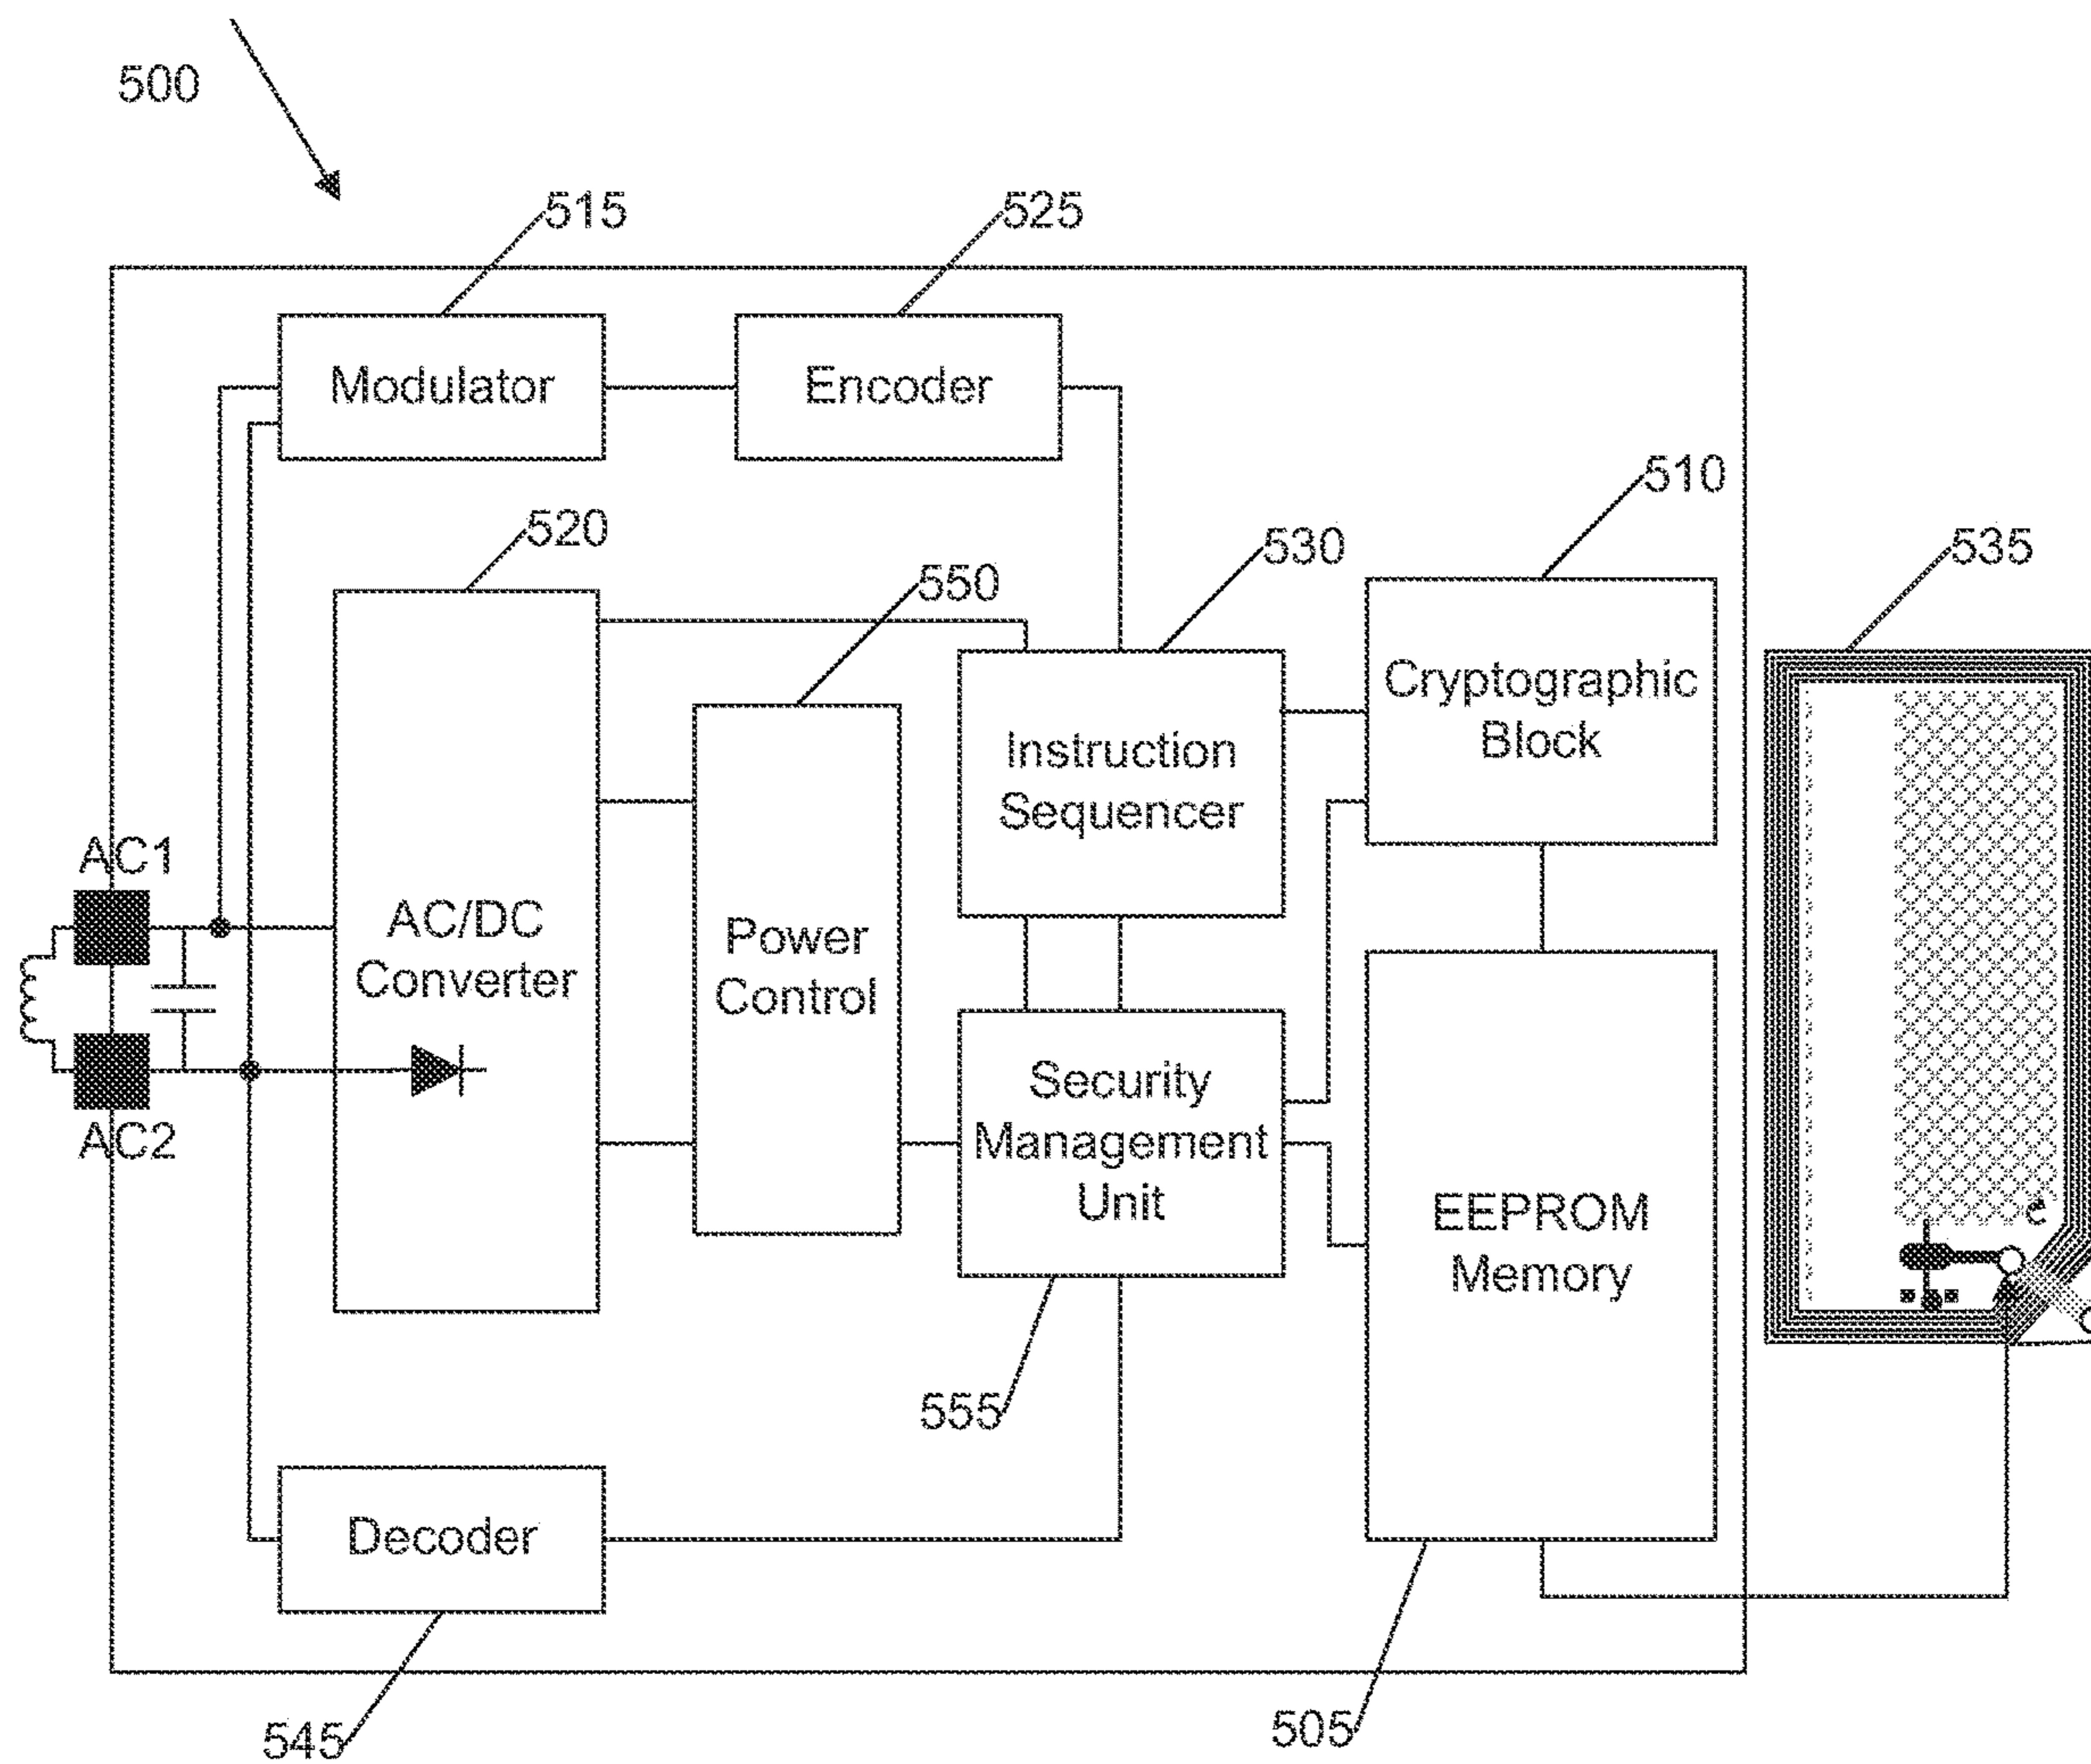 500
515
525
Modulator
Encoder
510
520
530
535
550
Cryptographic
Block
Instruction
Sequencer
AC1
AC/DC
Converter
Power
Control
AC2
Security
Management
Unit
EEPROM
Memory
e
555
Decoder
545
505